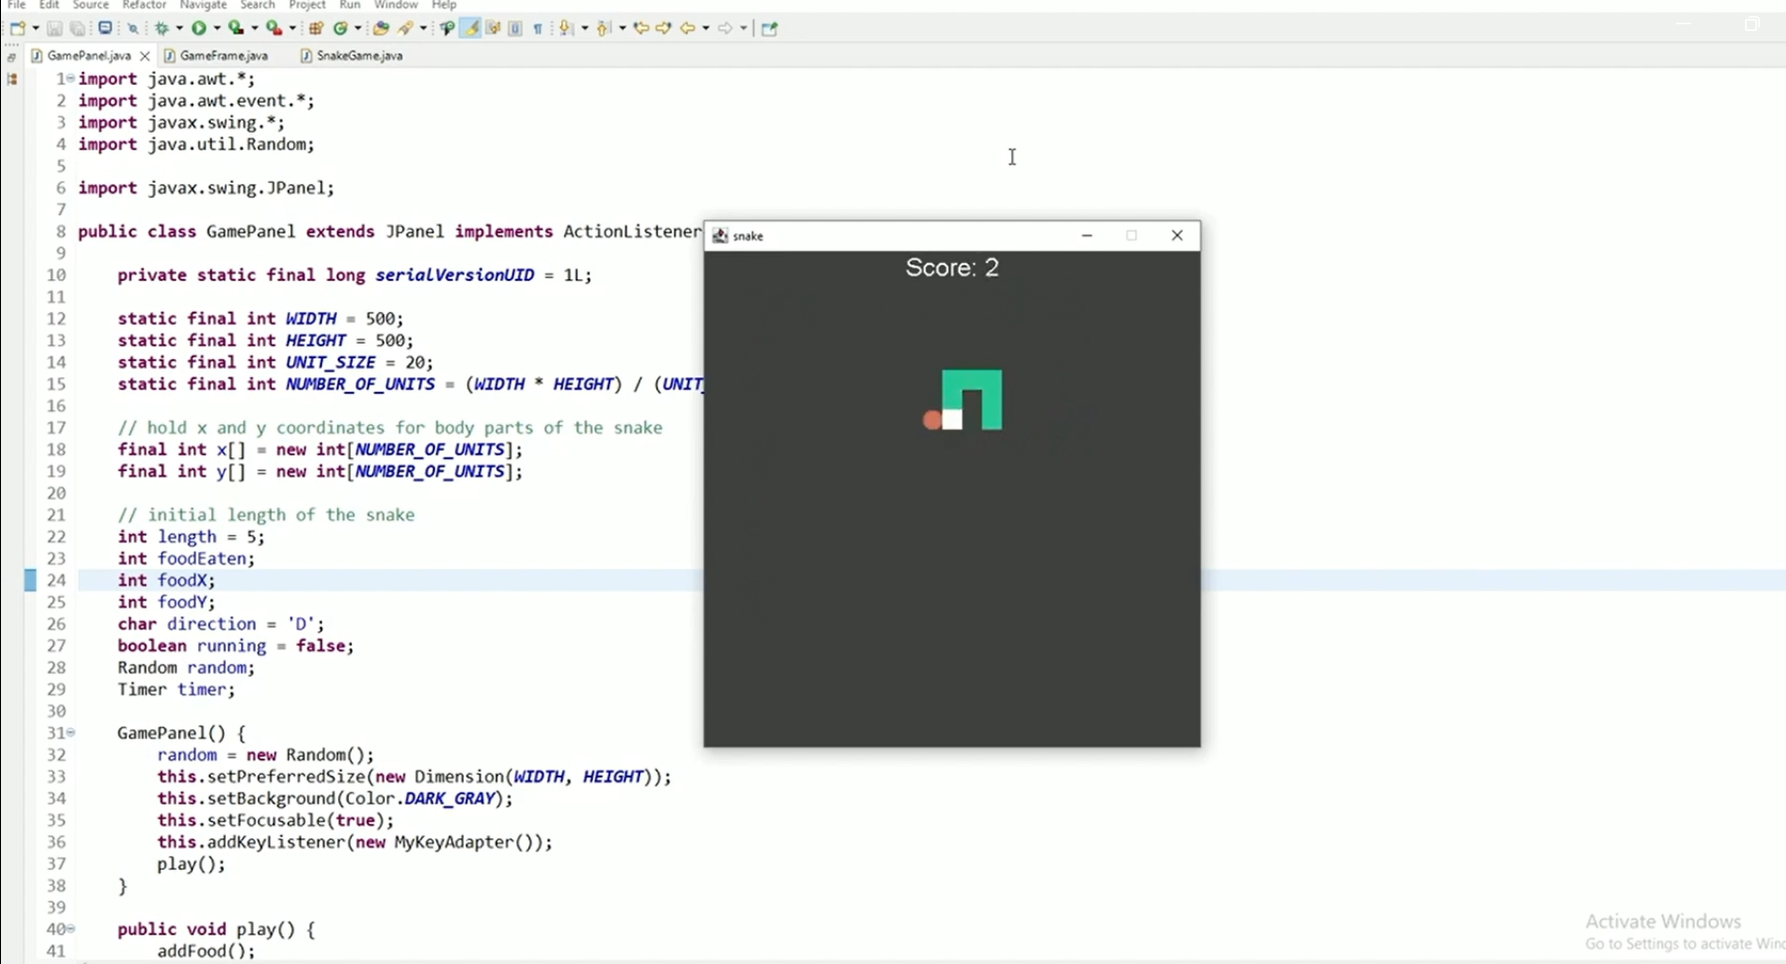 File Edit Source Refactor Navigate Search Project Run Window Help
GamePanel.java GameFrame.java SnakeGame.java
1 import java.awt.*;
2 import java.awt.event.*;
3 import javax.swing.*;
4 import java.util.Random;
5
6 import javax.swing.JPanel;
7
8 public class GamePanel extends JPanel implements ActionListener
9
10 private static final long serialVersionUID = 1L;
11
12 static final int WIDTH = 500;
13 static final int HEIGHT = 500;
14 static final int UNIT_SIZE = 20;
15 static final int NUMBER_OF_UNITS = (WIDTH * HEIGHT) / (UNIT_
16
17 // hold x and y coordinates for body parts of the snake
18 final int x[] = new int[NUMBER_OF_UNITS];
19 final int y[] = new int[NUMBER_OF_UNITS];
20
21 // initial length of the snake
22 int length = 5;
23 int foodEaten;
24 int foodX;
25 int foodY;
26 char direction = 'D';
27 boolean running = false;
28 Random random;
29 Timer timer;
30
31 GamePanel() {
32 random = new Random();
33 this.setPreferredSize(new Dimension(WIDTH, HEIGHT));
34 this.setBackground(Color.DARK_GRAY);
35 this.setFocusable(true);
36 this.addKeyListener(new MyKeyAdapter());
37 play();
38 }
39
40 public void play() {
41 addFood();
snake
Score: 2
Activate Windows
Go to Settings to activate Win